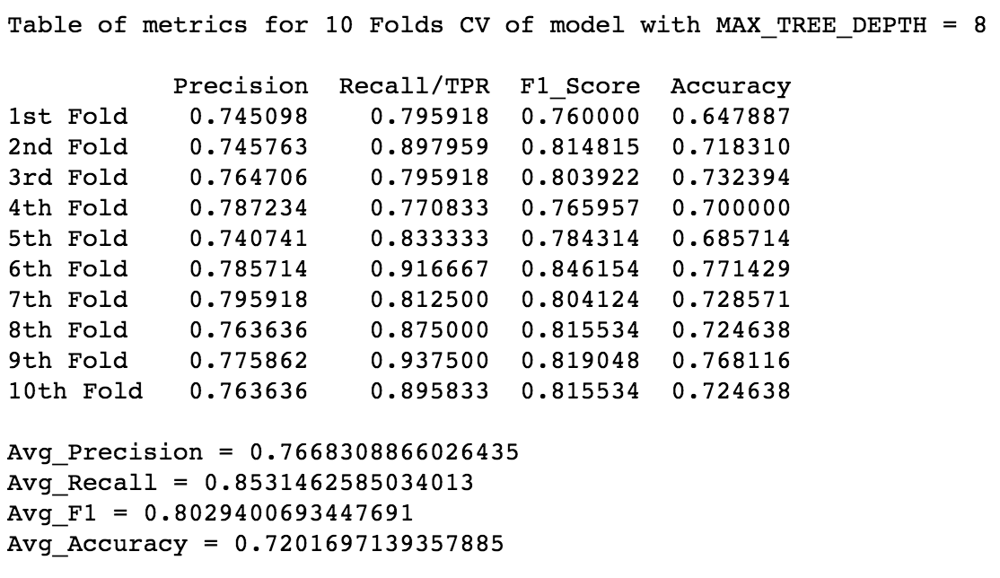 Table of metrics for 10 Folds CV of model with MAX_TREE_DEPTH = 8
Precision Recall/TPR F1_Score Accuracy
1st Fold 0.745098 0.795918 0.760000 0.647887
2nd Fold 0.745763 0.897959 0.814815 0.718310
3rd Fold 0.764706 0.795918 0.803922 0.732394
4th Fold 0.787234 0.770833 0.765957 0.700000
5th Fold 0.740741 0.833333 0.784314 0.685714
6th Fold 0.785714 0.916667 0.846154 0.771429
7th Fold 0.795918 0.812500 0.804124 0.728571
8th Fold 0.763636 0.875000 0.815534 0.724638
9th Fold 0.775862 0.937500 0.819048 0.768116
10th Fold 0.763636 0.895833 0.815534 0.724638
Avg_Precision = 0.7668308866026435
Avg_Recall = 0.8531462585034013
Avg_F1 = 0.8029400693447691
Avg_Accuracy = 0.7201697139357885